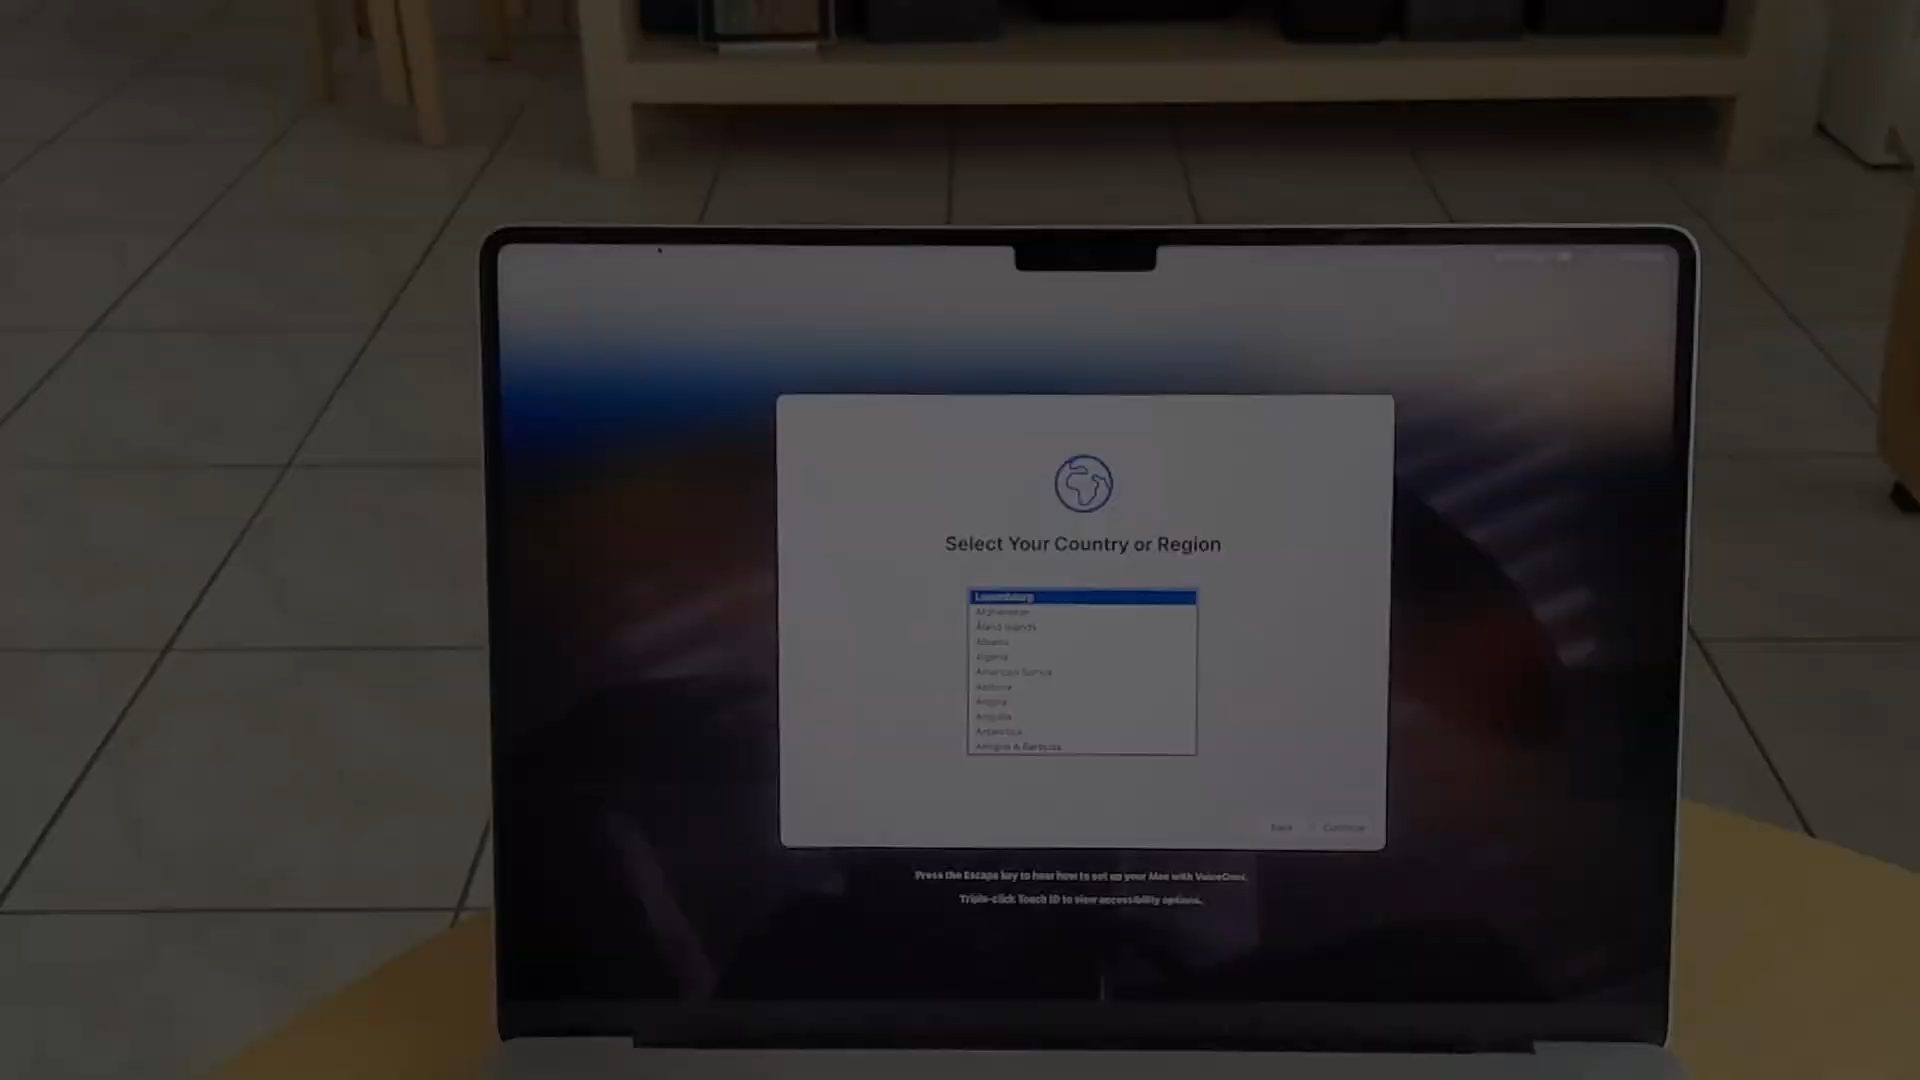 Select Your Country or Region
Luxembourg
Afghanistan
Åland Islands
Albania
Algeria
American Samoa
Andorra
Angola
Anguilla
Antarctica
Antigua & Barbuda
Back
Continue
Press the Escape key to hear how to set up your Mac with VoiceOver.
Triple-click Touch ID to view accessibility options.